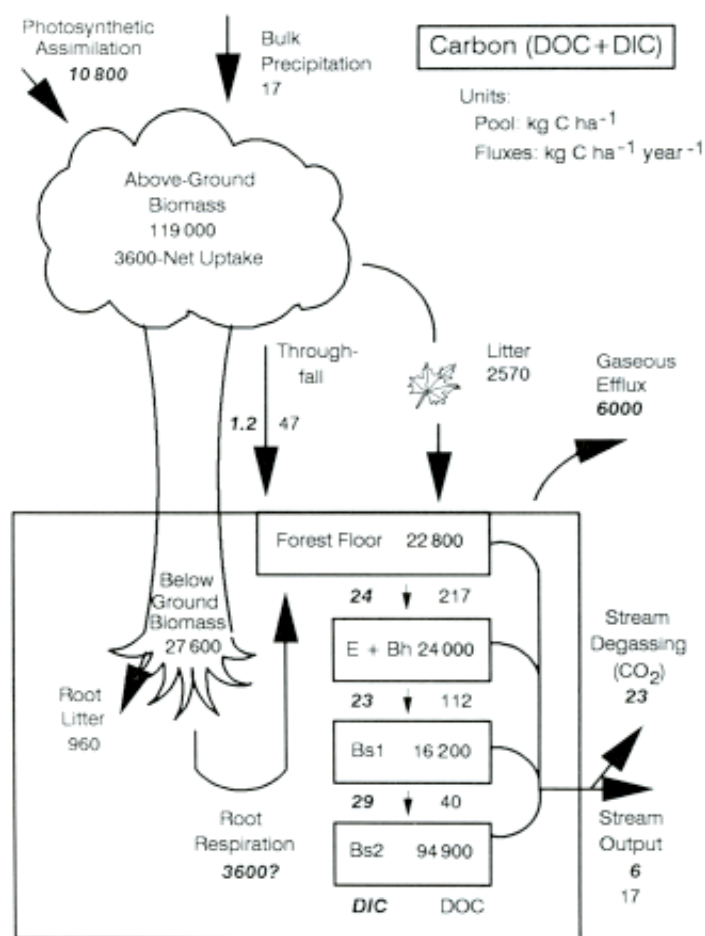 Photosynthetic
Assimilation
10 800
Bulk
Precipitation
17
Carbon (DOC+DIC)
Units:
Pool: kg C ha⁻¹
Fluxes: kg C ha⁻¹ year⁻¹
Above-Ground
Biomass
119 000
3600-Net Uptake
Through-
fall
1.2 47
Litter
2570
Gaseous
Efflux
6000
Forest Floor 22 800
24 217
Below
Ground
Biomass
27 600
E + Bh 24 000
23 112
Root
Litter
960
Bs1 16 200
29 40
Root
Respiration
3600?
Bs2 94 900
DIC DOC
Stream
Degassing
(CO₂)
23
Stream
Output
6
17